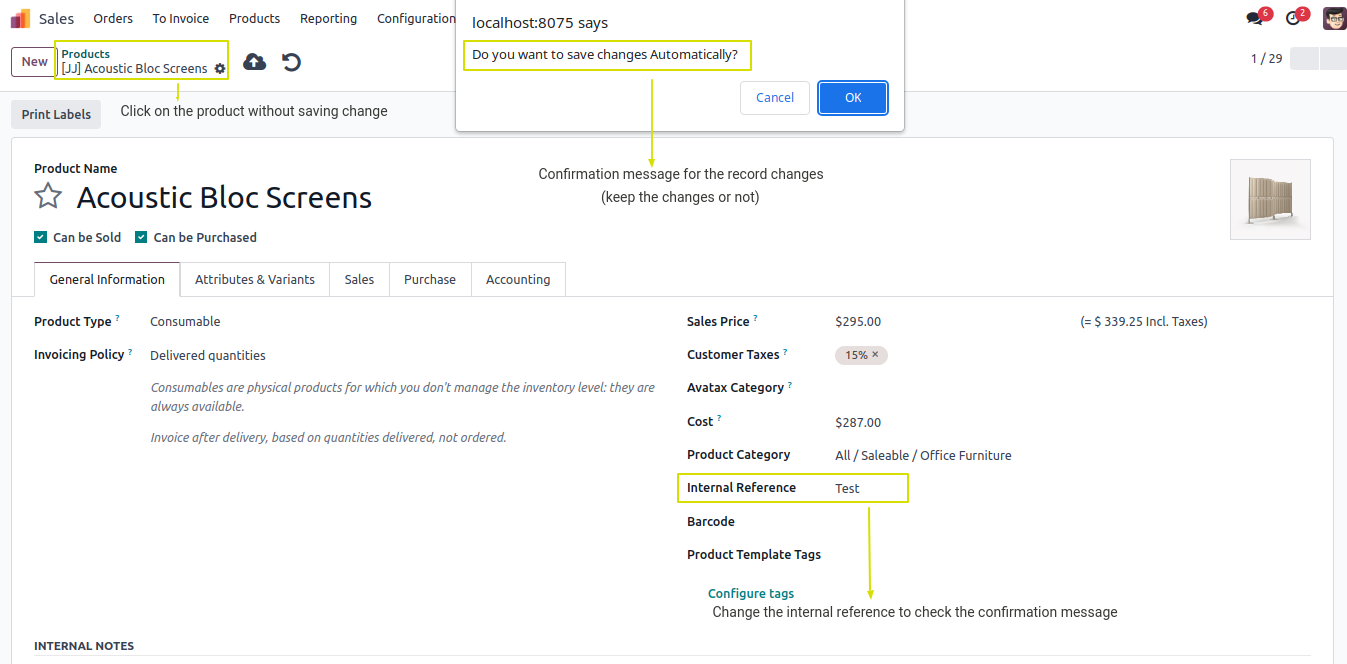 Sales Orders To Invoice Products Reporting Configuration
6 2
localhost:8075 says
Do you want to save changes Automatically?
Cancel OK
New
Products
[JJ] Acoustic Bloc Screens
1 / 29
Print Labels
Click on the product without saving change
Confirmation message for the record changes
(keep the changes or not)
Product Name
Acoustic Bloc Screens
Can be Sold Can be Purchased
General Information Attributes & Variants Sales Purchase Accounting
Product Type ? Consumable
Invoicing Policy ? Delivered quantities
Consumables are physical products for which you don't manage the inventory level: they are
always available.
Invoice after delivery, based on quantities delivered, not ordered.
Sales Price ? $295.00 (= $ 339.25 Incl. Taxes)
Customer Taxes ? 15% ×
Avatax Category ?
Cost ? $287.00
Product Category All / Saleable / Office Furniture
Internal Reference Test
Barcode
Product Template Tags
Configure tags
Change the internal reference to check the confirmation message
INTERNAL NOTES